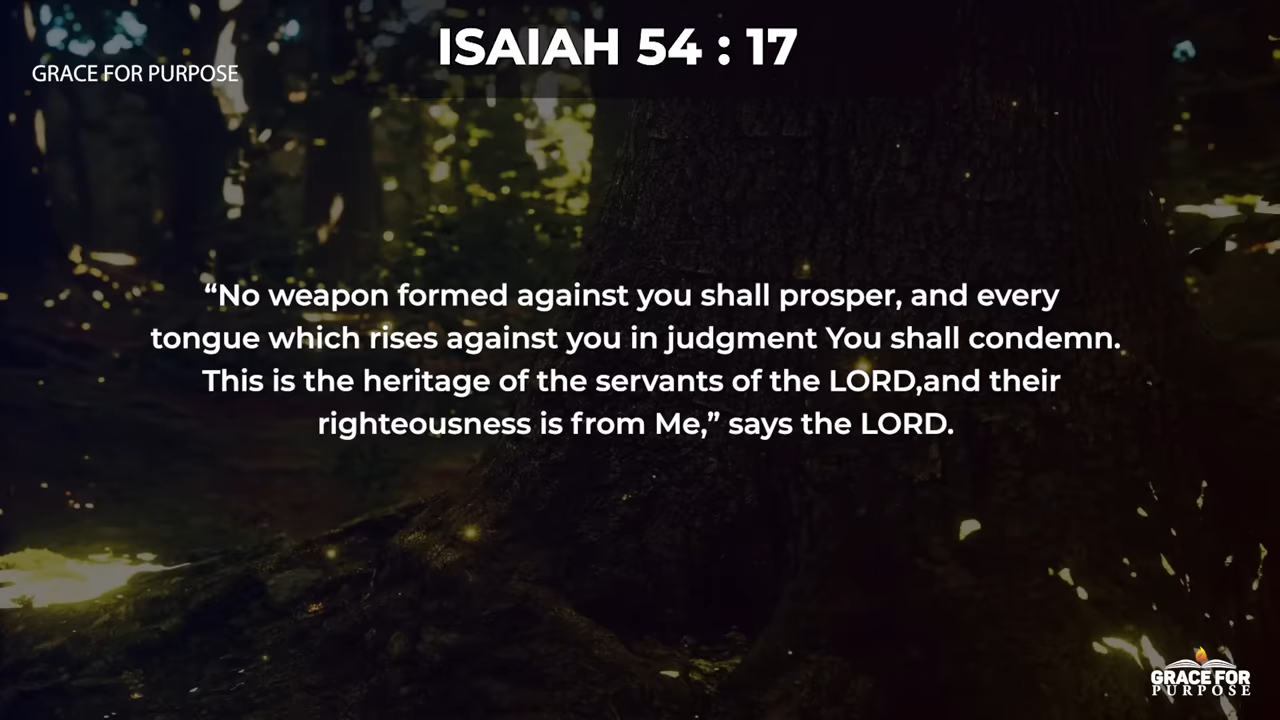 ISAIAH 54 : 17
GRACE FOR PURPOSE
“No weapon formed against you shall prosper, and every
tongue which rises against you in judgment You shall condemn.
This is the heritage of the servants of the LORD,and their
righteousness is from Me,” says the LORD.
GRACE FOR
PURPOSE